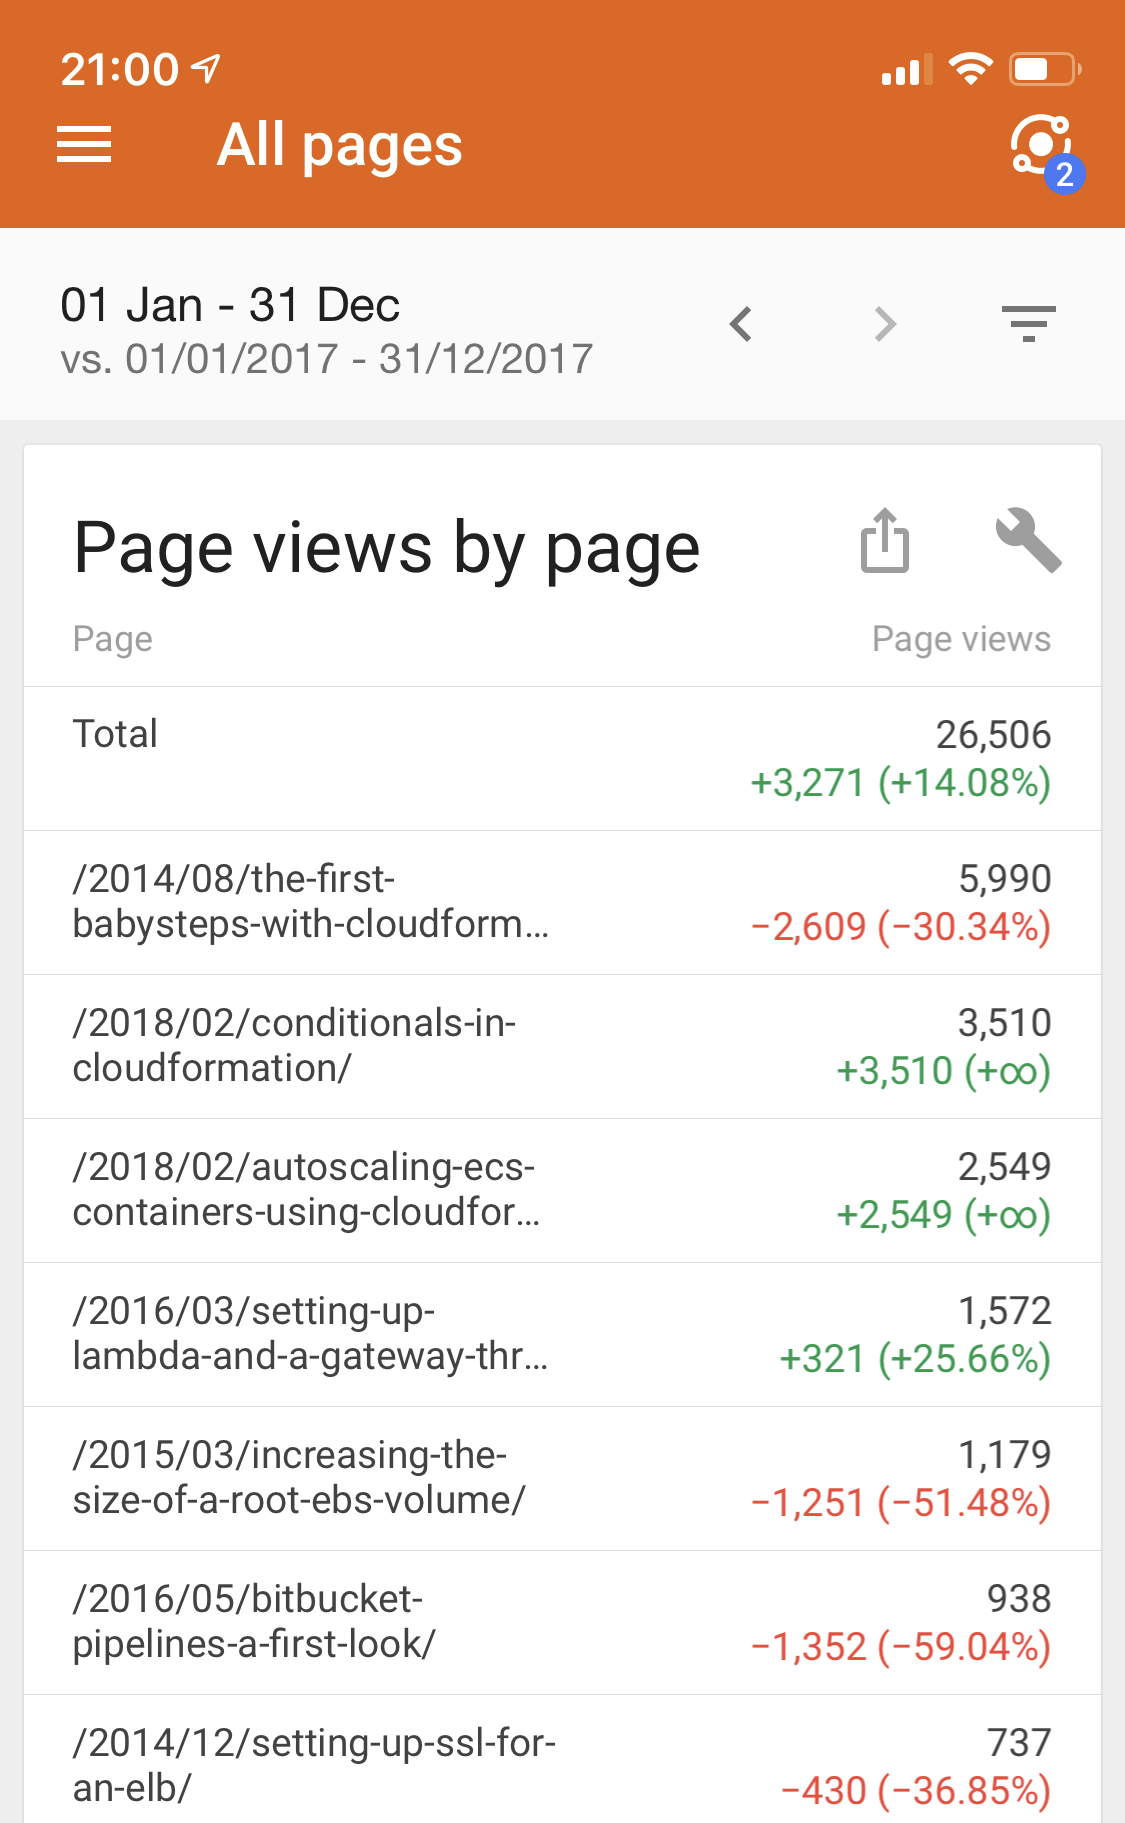 21:00
All pages
2
01 Jan - 31 Dec
vs. 01/01/2017 - 31/12/2017
Page views by page
Page Page views
Total 26,506
+3,271 (+14.08%)
/2014/08/the-first- 5,990
babysteps-with-cloudform... −2,609 (−30.34%)
/2018/02/conditionals-in- 3,510
cloudformation/ +3,510 (+∞)
/2018/02/autoscaling-ecs- 2,549
containers-using-cloudfor... +2,549 (+∞)
/2016/03/setting-up- 1,572
lambda-and-a-gateway-thr... +321 (+25.66%)
/2015/03/increasing-the- 1,179
size-of-a-root-ebs-volume/ −1,251 (−51.48%)
/2016/05/bitbucket- 938
pipelines-a-first-look/ −1,352 (−59.04%)
/2014/12/setting-up-ssl-for- 737
an-elb/ −430 (−36.85%)